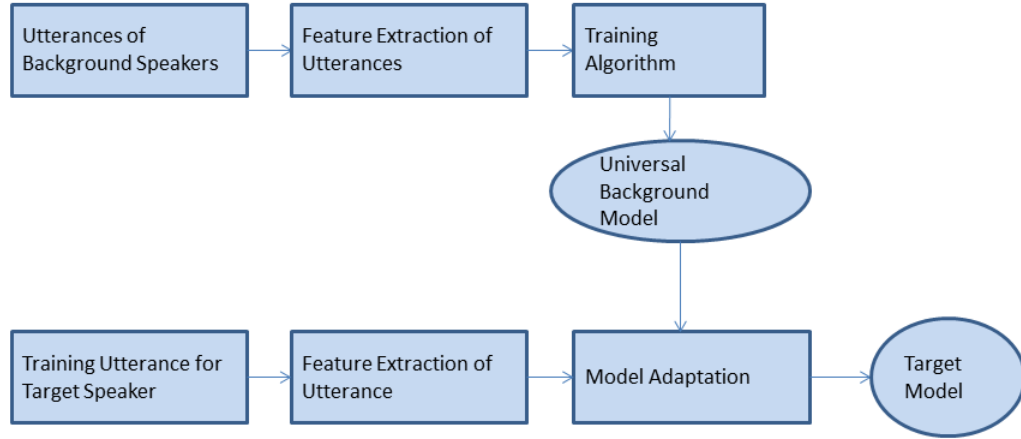 Utterances of
Background Speakers
Feature Extraction of
Utterances
Training
Algorithm
Universal
Background
Model
Training Utterance for
Target Speaker
Feature Extraction of
Utterance
Model Adaptation
Target
Model